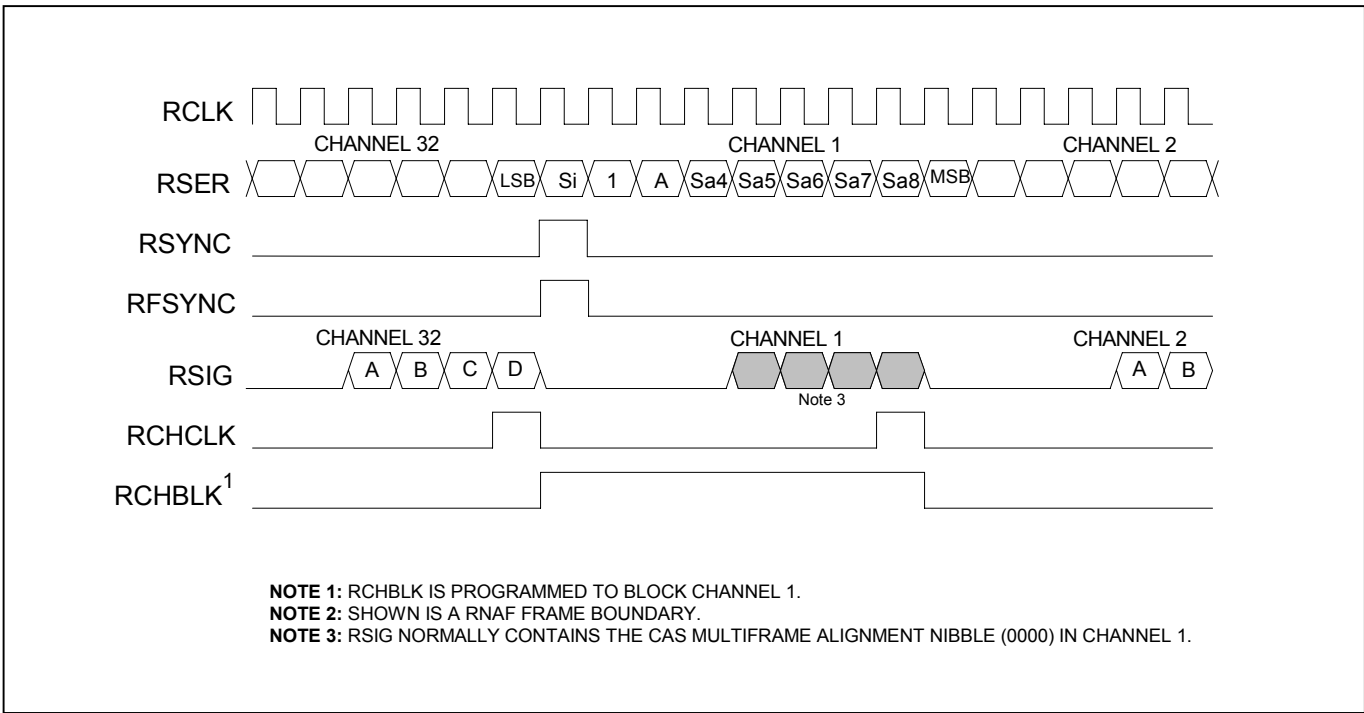 RCLK
CHANNEL 32 CHANNEL 1 CHANNEL 2
RSER LSB Si 1 A Sa4 Sa5 Sa6 Sa7 Sa8 MSB
RSYNC
RFSYNC
CHANNEL 32 CHANNEL 1 CHANNEL 2
RSIG A B C D A B
Note 3
RCHCLK
RCHBLK1
NOTE 1: RCHBLK IS PROGRAMMED TO BLOCK CHANNEL 1.
NOTE 2: SHOWN IS A RNAF FRAME BOUNDARY.
NOTE 3: RSIG NORMALLY CONTAINS THE CAS MULTIFRAME ALIGNMENT NIBBLE (0000) IN CHANNEL 1.